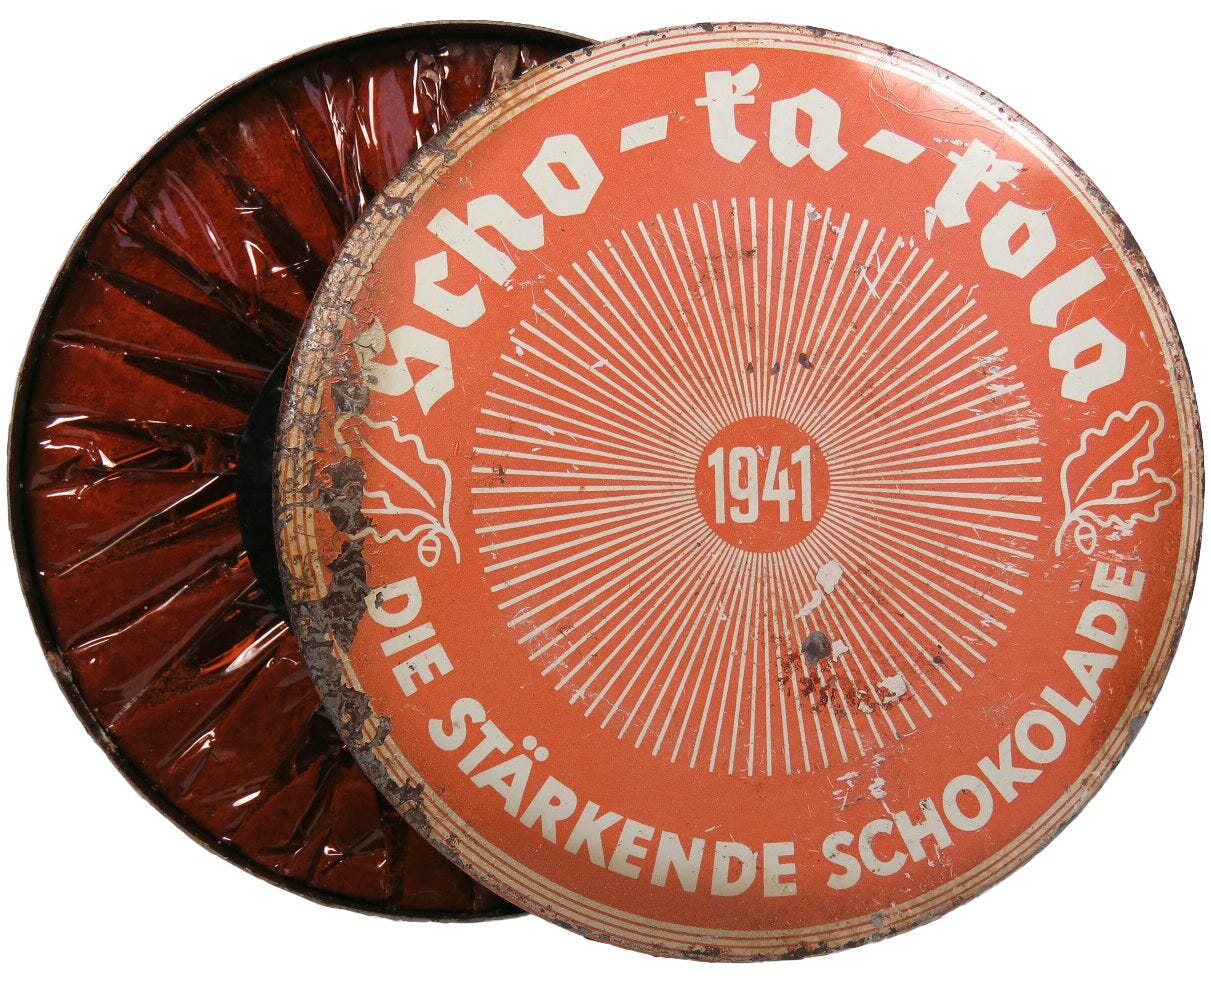 Scho-ka-kola
1941
DIE STÄRKENDE SCHOKOLADE